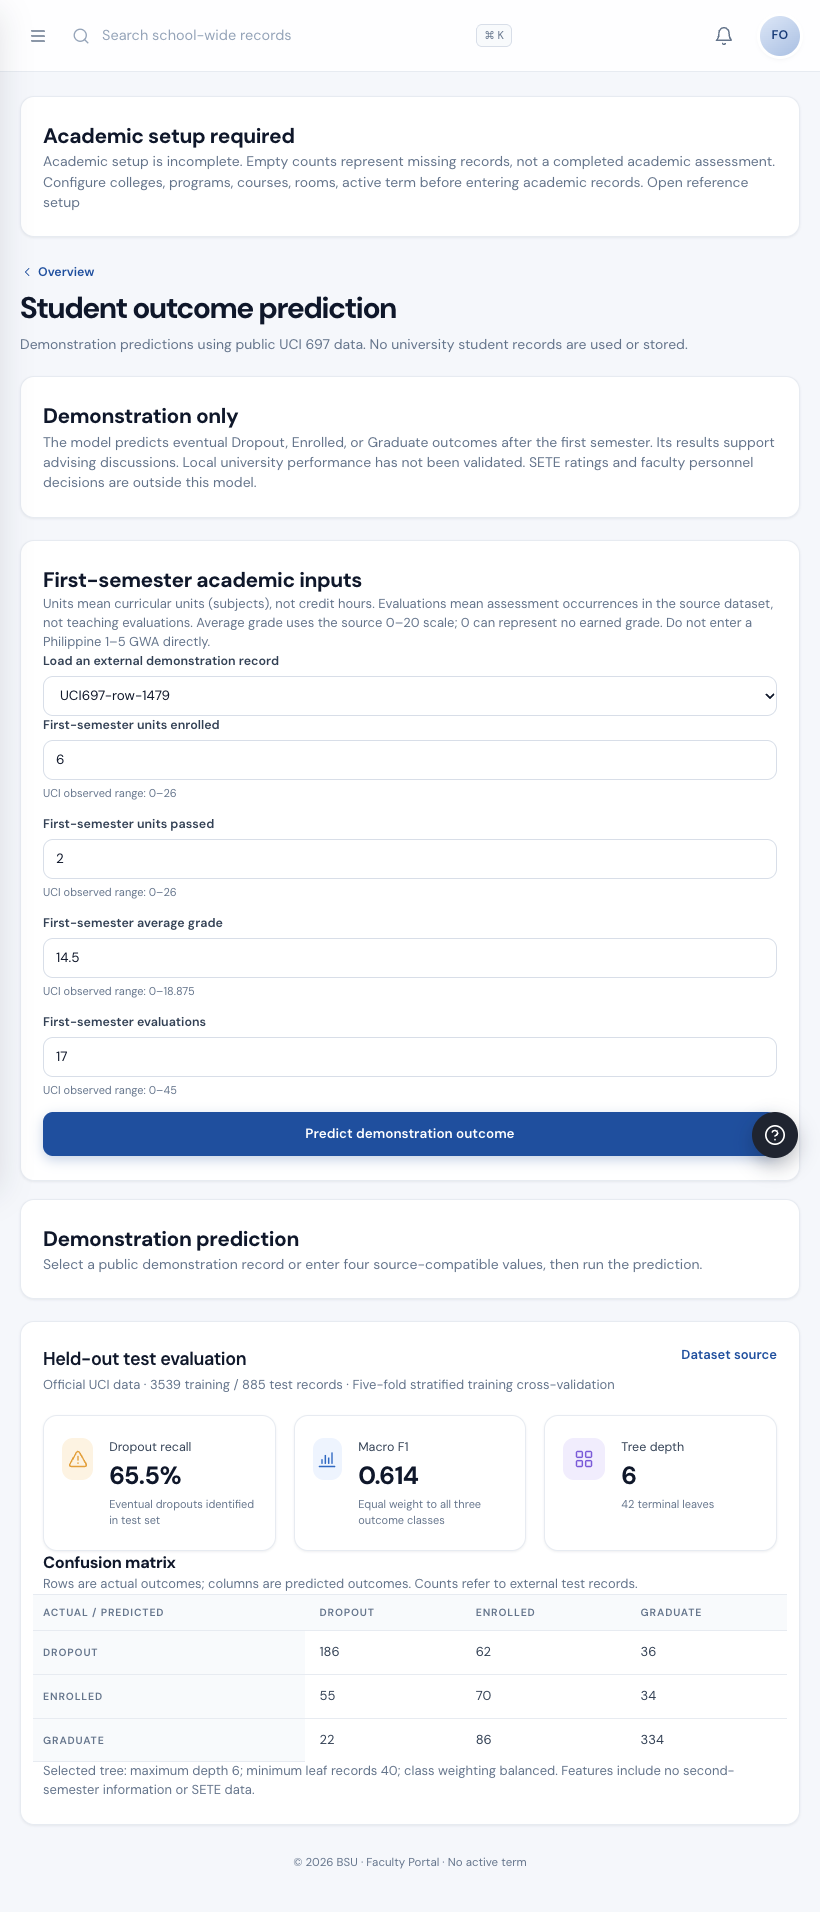 Search school-wide records
⌘ K
FO
Academic setup required
Academic setup is incomplete. Empty counts represent missing records, not a completed academic assessment.
Configure colleges, programs, courses, rooms, active term before entering academic records. Open reference
setup
Overview
Student outcome prediction
Demonstration predictions using public UCI 697 data. No university student records are used or stored.
Demonstration only
The model predicts eventual Dropout, Enrolled, or Graduate outcomes after the first semester. Its results support
advising discussions. Local university performance has not been validated. SETE ratings and faculty personnel
decisions are outside this model.
First-semester academic inputs
Units mean curricular units (subjects), not credit hours. Evaluations mean assessment occurrences in the source dataset,
not teaching evaluations. Average grade uses the source 0–20 scale; 0 can represent no earned grade. Do not enter a
Philippine 1–5 GWA directly.
Load an external demonstration record
UCI697-row-1479
First-semester units enrolled
6
UCI observed range: 0–26
First-semester units passed
2
UCI observed range: 0–26
First-semester average grade
14.5
UCI observed range: 0–18.875
First-semester evaluations
17
UCI observed range: 0–45
Predict demonstration outcome
Demonstration prediction
Select a public demonstration record or enter four source-compatible values, then run the prediction.
Held-out test evaluation
Dataset source
Official UCI data · 3539 training / 885 test records · Five-fold stratified training cross-validation
Dropout recall
65.5%
Eventual dropouts identified
in test set
Macro F1
0.614
Equal weight to all three
outcome classes
Tree depth
6
42 terminal leaves
Confusion matrix
Rows are actual outcomes; columns are predicted outcomes. Counts refer to external test records.
ACTUAL / PREDICTED DROPOUT ENROLLED GRADUATE
DROPOUT 186 62 36
ENROLLED 55 70 34
GRADUATE 22 86 334
Selected tree: maximum depth 6; minimum leaf records 40; class weighting balanced. Features include no second-
semester information or SETE data.
© 2026 BSU · Faculty Portal · No active term